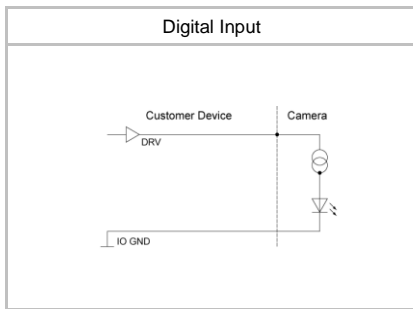 Digital Input
Customer Device
Camera
DRV
IO GND